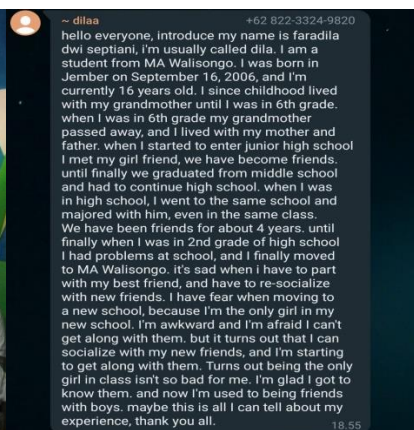 ~ dilaa +62 822-3324-9820
hello everyone, introduce my name is faradila
dwi septiani, i'm usually called dila. I am a
student from MA Walisongo. I was born in
Jember on September 16, 2006, and I'm
currently 16 years old. I since childhood lived
with my grandmother until I was in 6th grade.
when I was in 6th grade my grandmother
passed away, and I lived with my mother and
father. when I started to enter junior high school
I met my girl friend, we have become friends.
until finally we graduated from middle school
and had to continue high school. when I was
in high school, I went to the same school and
majored with him, even in the same class.
We have been friends for about 4 years. until
finally when I was in 2nd grade of high school
I had problems at school, and I finally moved
to MA Walisongo. it's sad when i have to part
with my best friend, and have to re-socialize
with new friends. I have fear when moving to
a new school, because I'm the only girl in my
new school. I'm awkward and I'm afraid I can't
get along with them. but it turns out that I can
socialize with my new friends, and I'm starting
to get along with them. Turns out being the only
girl in class isn't so bad for me. I'm glad I got to
know them. and now I'm used to being friends
with boys. maybe this is all I can tell about my
experience, thank you all.
18.55